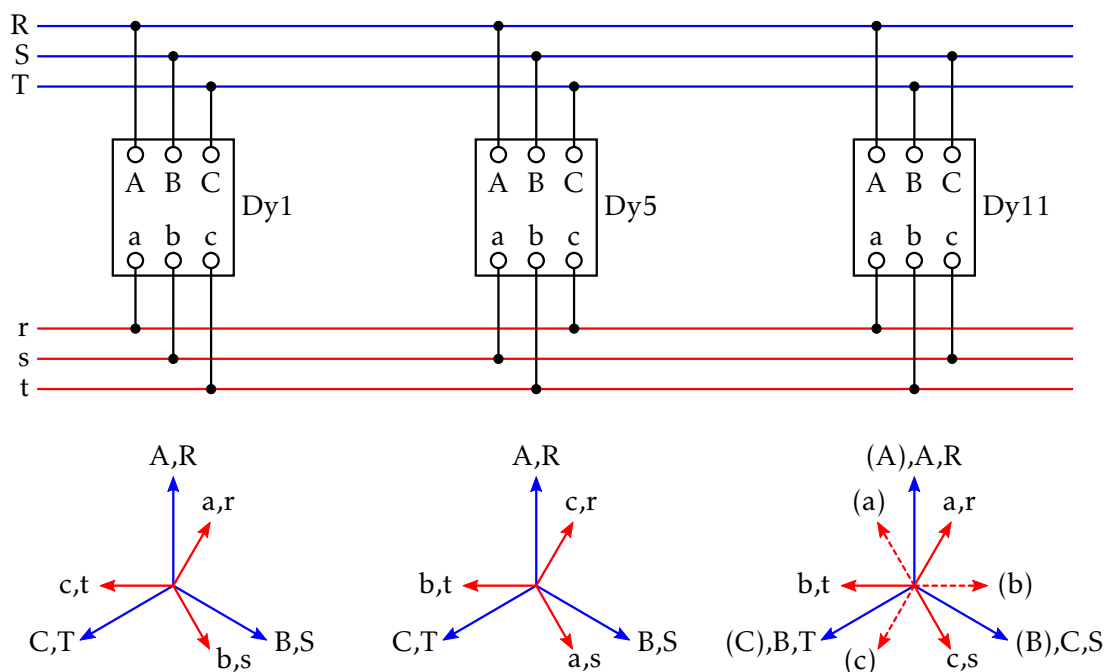 R
S
T
A B C A B C A B C
Dy1 Dy5 Dy11
a b c a b c a b c
r
s
t
A,R A,R (A),A,R
a,r c,r (a) a,r
c,t b,t b,t (b)
C,T B,S C,T B,S (C),B,T (B),C,S
b,s a,s (c) c,s